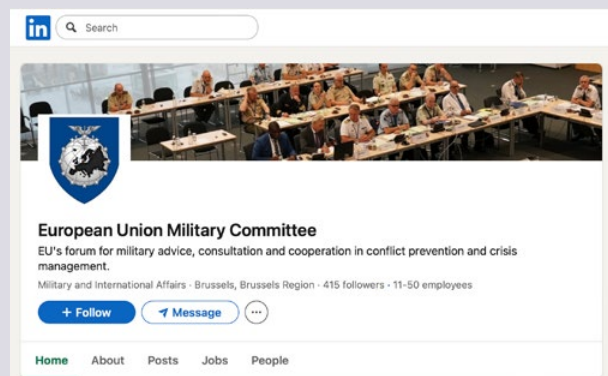 in
Search
European Union Military Committee
EU's forum for military advice, consultation and cooperation in conflict prevention and crisis
management.
Military and International Affairs · Brussels, Brussels Region · 415 followers · 11-50 employees
+ Follow
Message
Home About Posts Jobs People